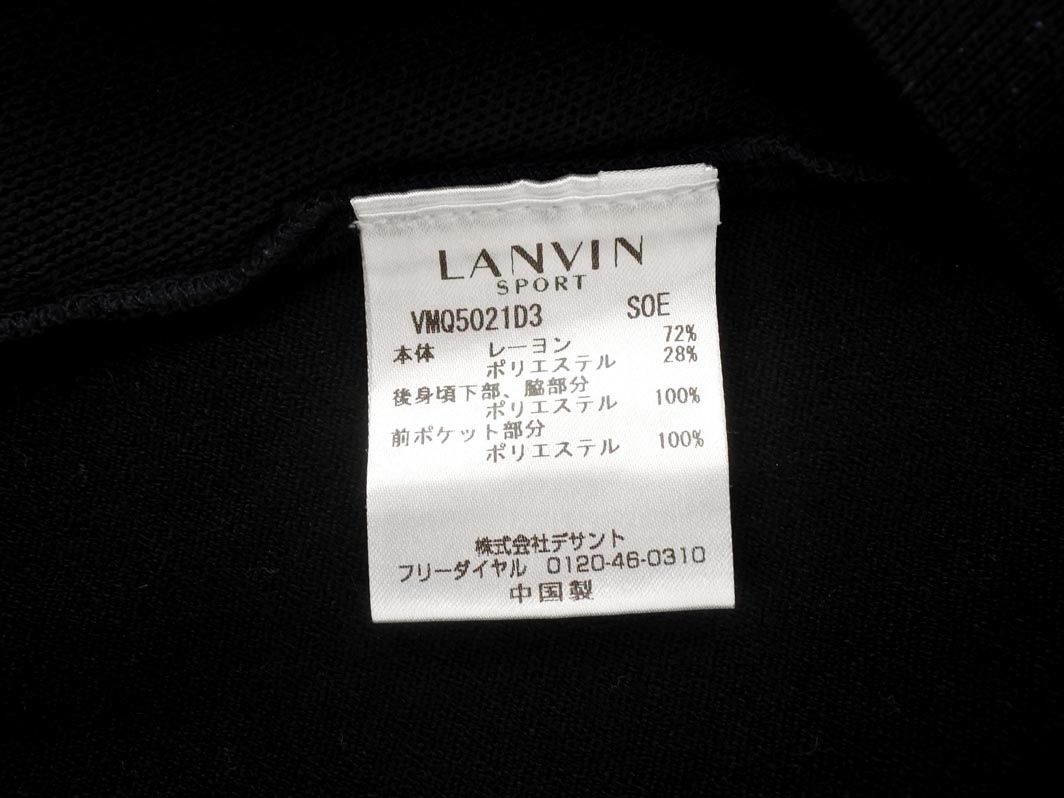 LANVIN
SPORT
VMQ5021D3 SOE
本体 レーヨン 72%
ポリエステル 28%
後身頃下部、脇部分
ポリエステル 100%
前ポケット部分
ポリエステル 100%
株式会社デサント
フリーダイヤル 0120-46-0310
中国製